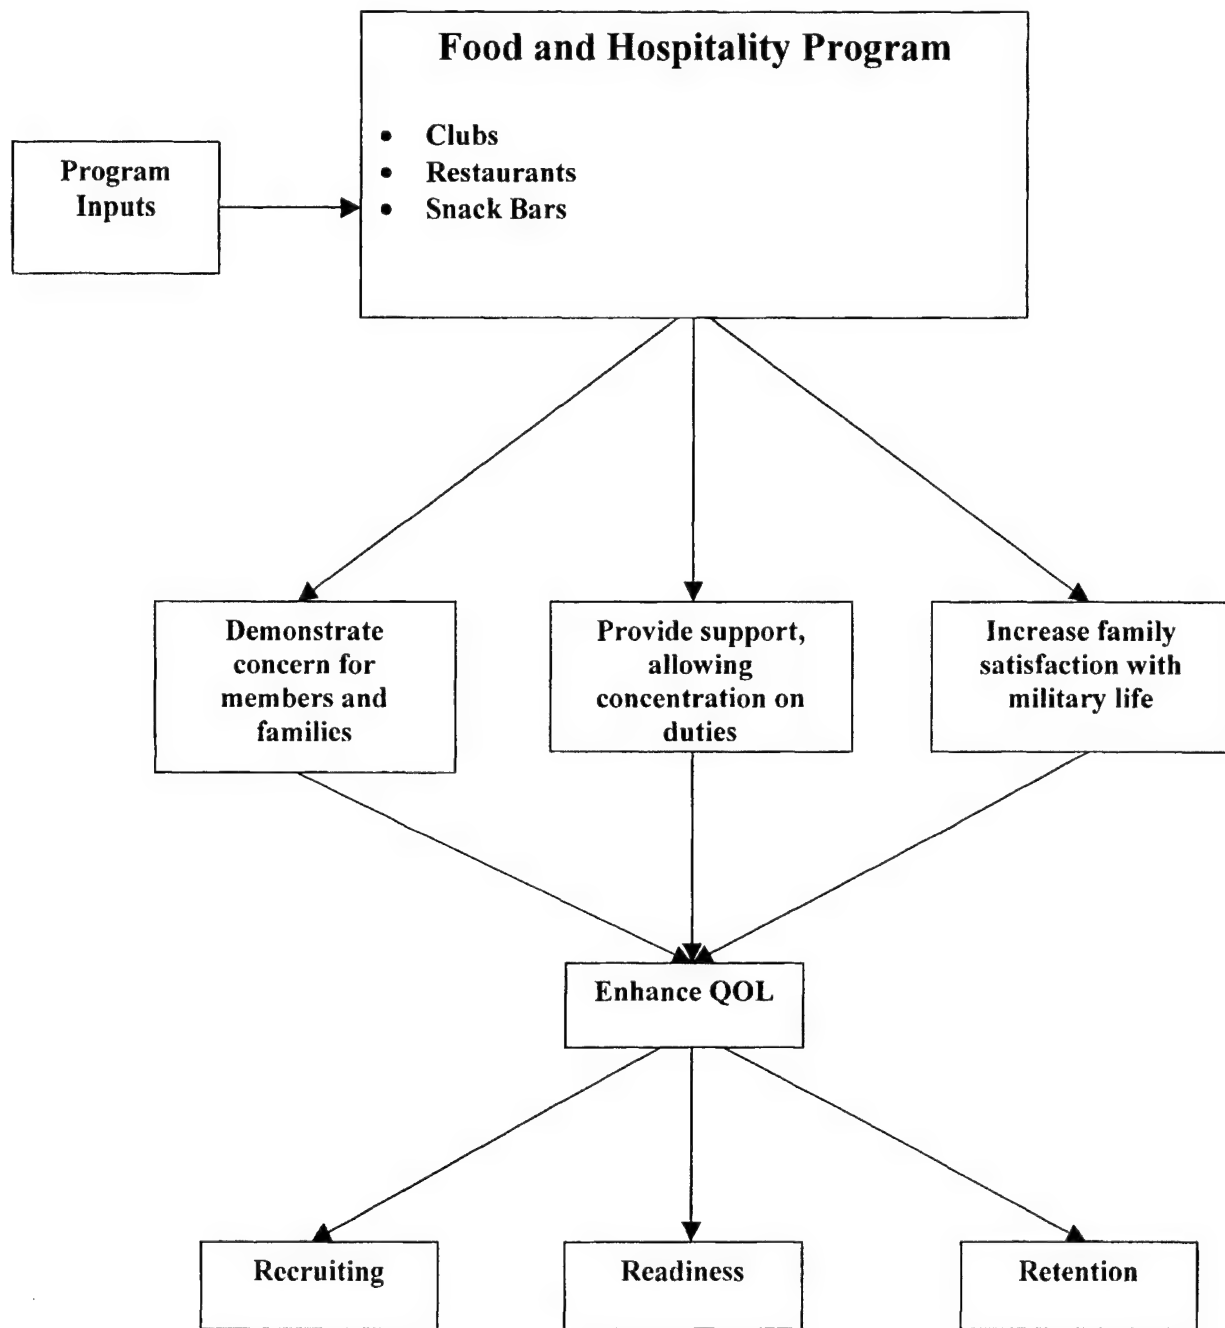 Food and Hospitality Program
• Clubs
• Restaurants
• Snack Bars
Program
Inputs
Demonstrate
concern for
members and
families
Provide support,
allowing
concentration on
duties
Increase family
satisfaction with
military life
Enhance QOL
Recruiting
Readiness
Retention